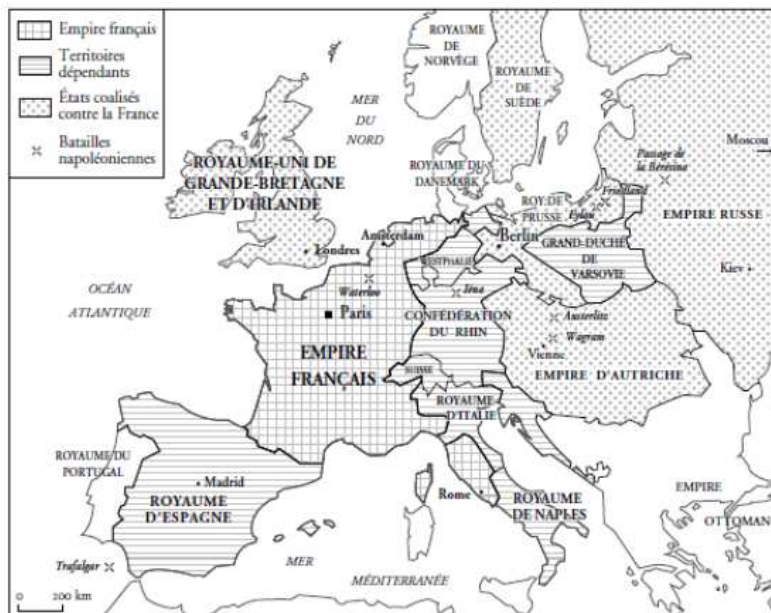 Empire français
Territoires
dépendants
États coalisés
contre la France
Batailles
napoléoniennes
ROYAUME
DE
NORVÈGE
ROYAUME
DE
SUÈDE
MER
DU
NORD
Moscou
Passage de
la Bérésina
ROYAUME-UNI DE
GRANDE-BRETAGNE
ET D'IRLANDE
ROYAUME DU
DANEMARK
Friedland
ROY. DE
PRUSSE
Eylau
EMPIRE RUSSE
Amsterdam
Berlin
Londres
GRAND-DUCHÉ
DE
VARSOVIE
WESTPHALIE
Kiev
OCÉAN
ATLANTIQUE
Waterloo
Iéna
Paris
CONFÉDÉRATION
DU RHIN
Austerlitz
Wagram
Vienne
EMPIRE
FRANÇAIS
SUISSE
EMPIRE D'AUTRICHE
ROYAUME
D'ITALIE
ROYAUME DU
PORTUGAL
Madrid
ROYAUME
D'ESPAGNE
Rome
ROYAUME
DE NAPLES
EMPIRE
OTTOMAN
Trafalgar
MER
MÉDITERRANÉE
0 200 km